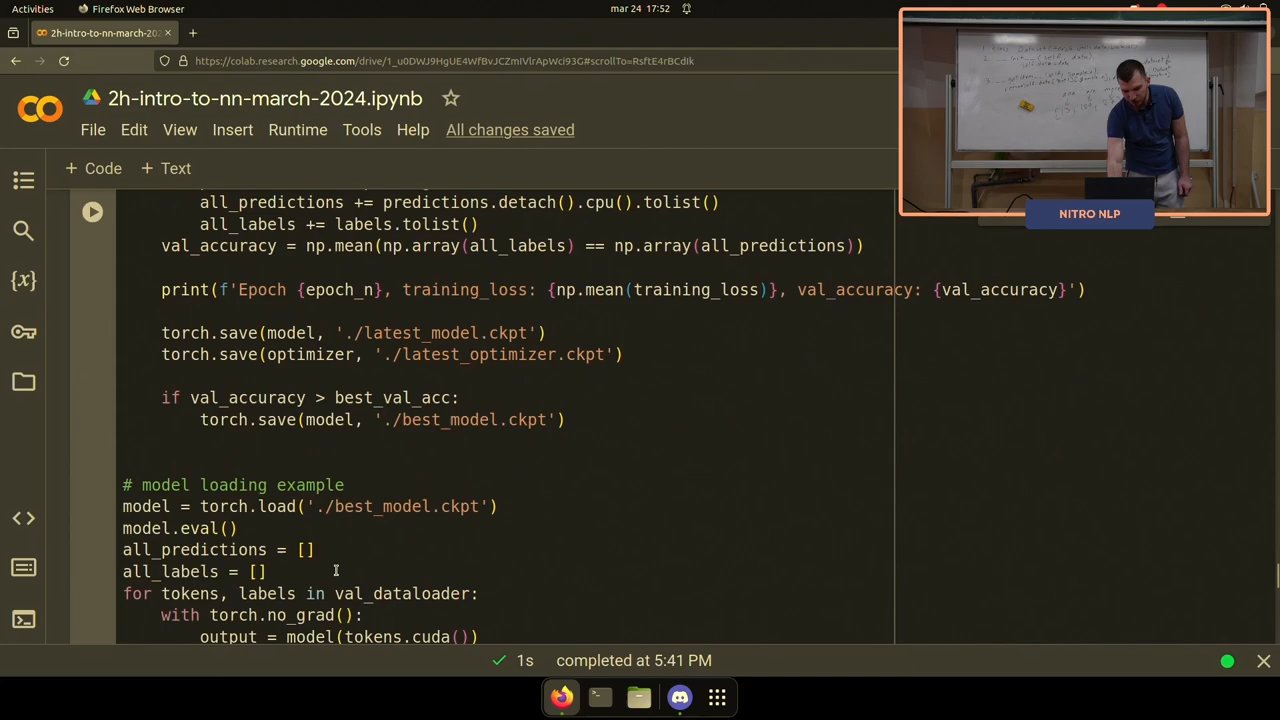 Activities
Firefox Web Browser
mar 24 17:52
2h-intro-to-nn-march-202
https://colab.research.google.com/drive/1_u0DWJ9HgUE4WfBvJCZmIVlrApWci93G#scrollTo=RsftE4rBCdIK
2h-intro-to-nn-march-2024.ipynb
File Edit View Insert Runtime Tools Help All changes saved
+ Code + Text
all_predictions += predictions.detach().cpu().tolist()
all_labels += labels.tolist()
val_accuracy = np.mean(np.array(all_labels) == np.array(all_predictions))
print(f'Epoch {epoch_n}, training_loss: {np.mean(training_loss)}, val_accuracy: {val_accuracy}')
torch.save(model, './latest_model.ckpt')
torch.save(optimizer, './latest_optimizer.ckpt')
if val_accuracy > best_val_acc:
torch.save(model, './best_model.ckpt')
# model loading example
model = torch.load('./best_model.ckpt')
model.eval()
all_predictions = []
all_labels = []
for tokens, labels in val_dataloader:
with torch.no_grad():
output = model(tokens.cuda())
1s completed at 5:41 PM
NITRO NLP